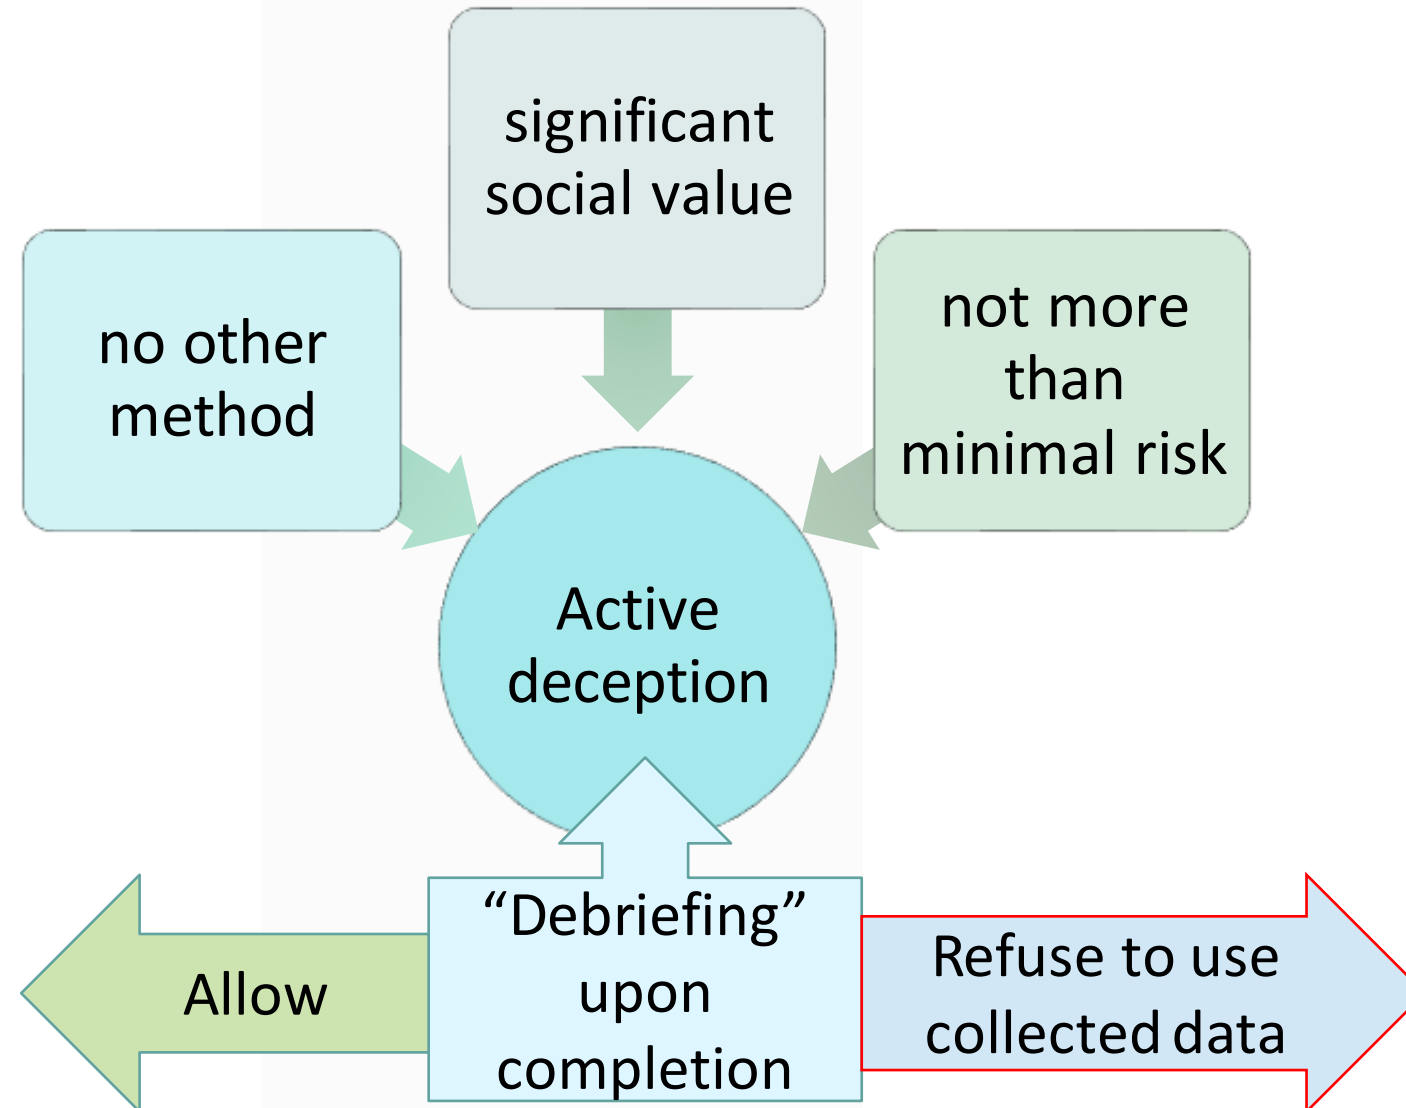 significant
social value
no other
method
not more
than
minimal risk
Active
deception
“Debriefing”
upon
completion
Allow
Refuse to use
collected data